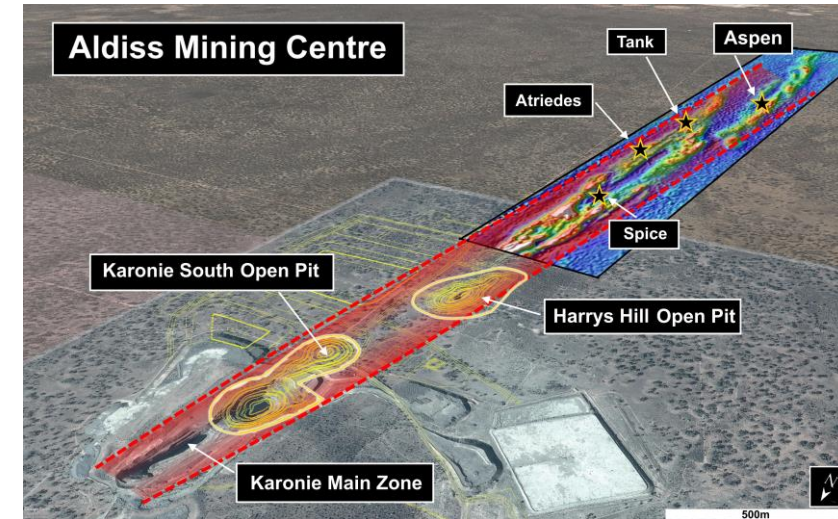 Aldiss Mining Centre
Tank
Aspen
Atriedes
Spice
Karonie South Open Pit
Harrys Hill Open Pit
Karonie Main Zone
N
500m